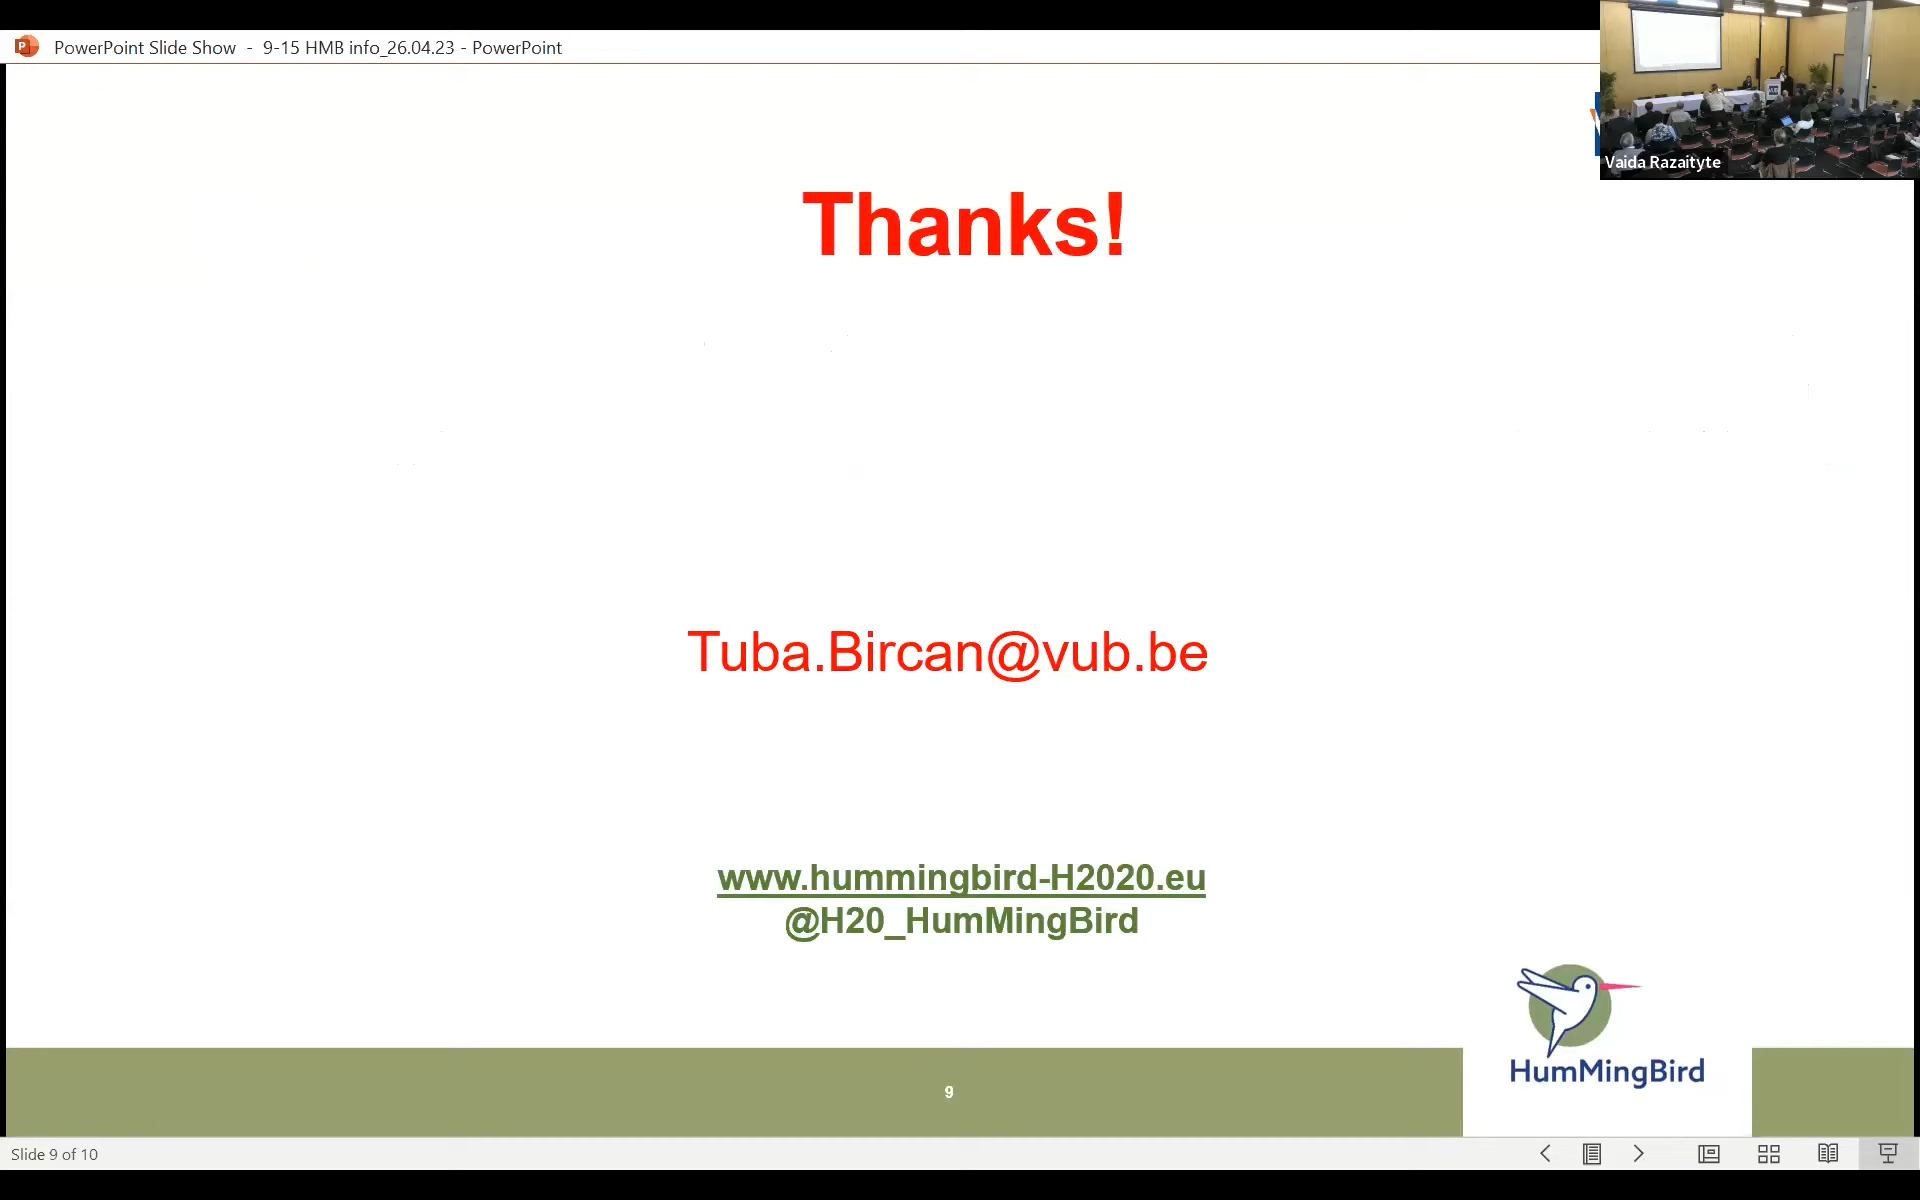 PowerPoint Slide Show - 9-15 HMB info_26.04.23 - PowerPoint
Vaida Razaityte
Thanks!
Tuba.Bircan@vub.be
www.hummingbird-H2020.eu
@H20_HumMingBird
HumMingBird
9
Slide 9 of 10